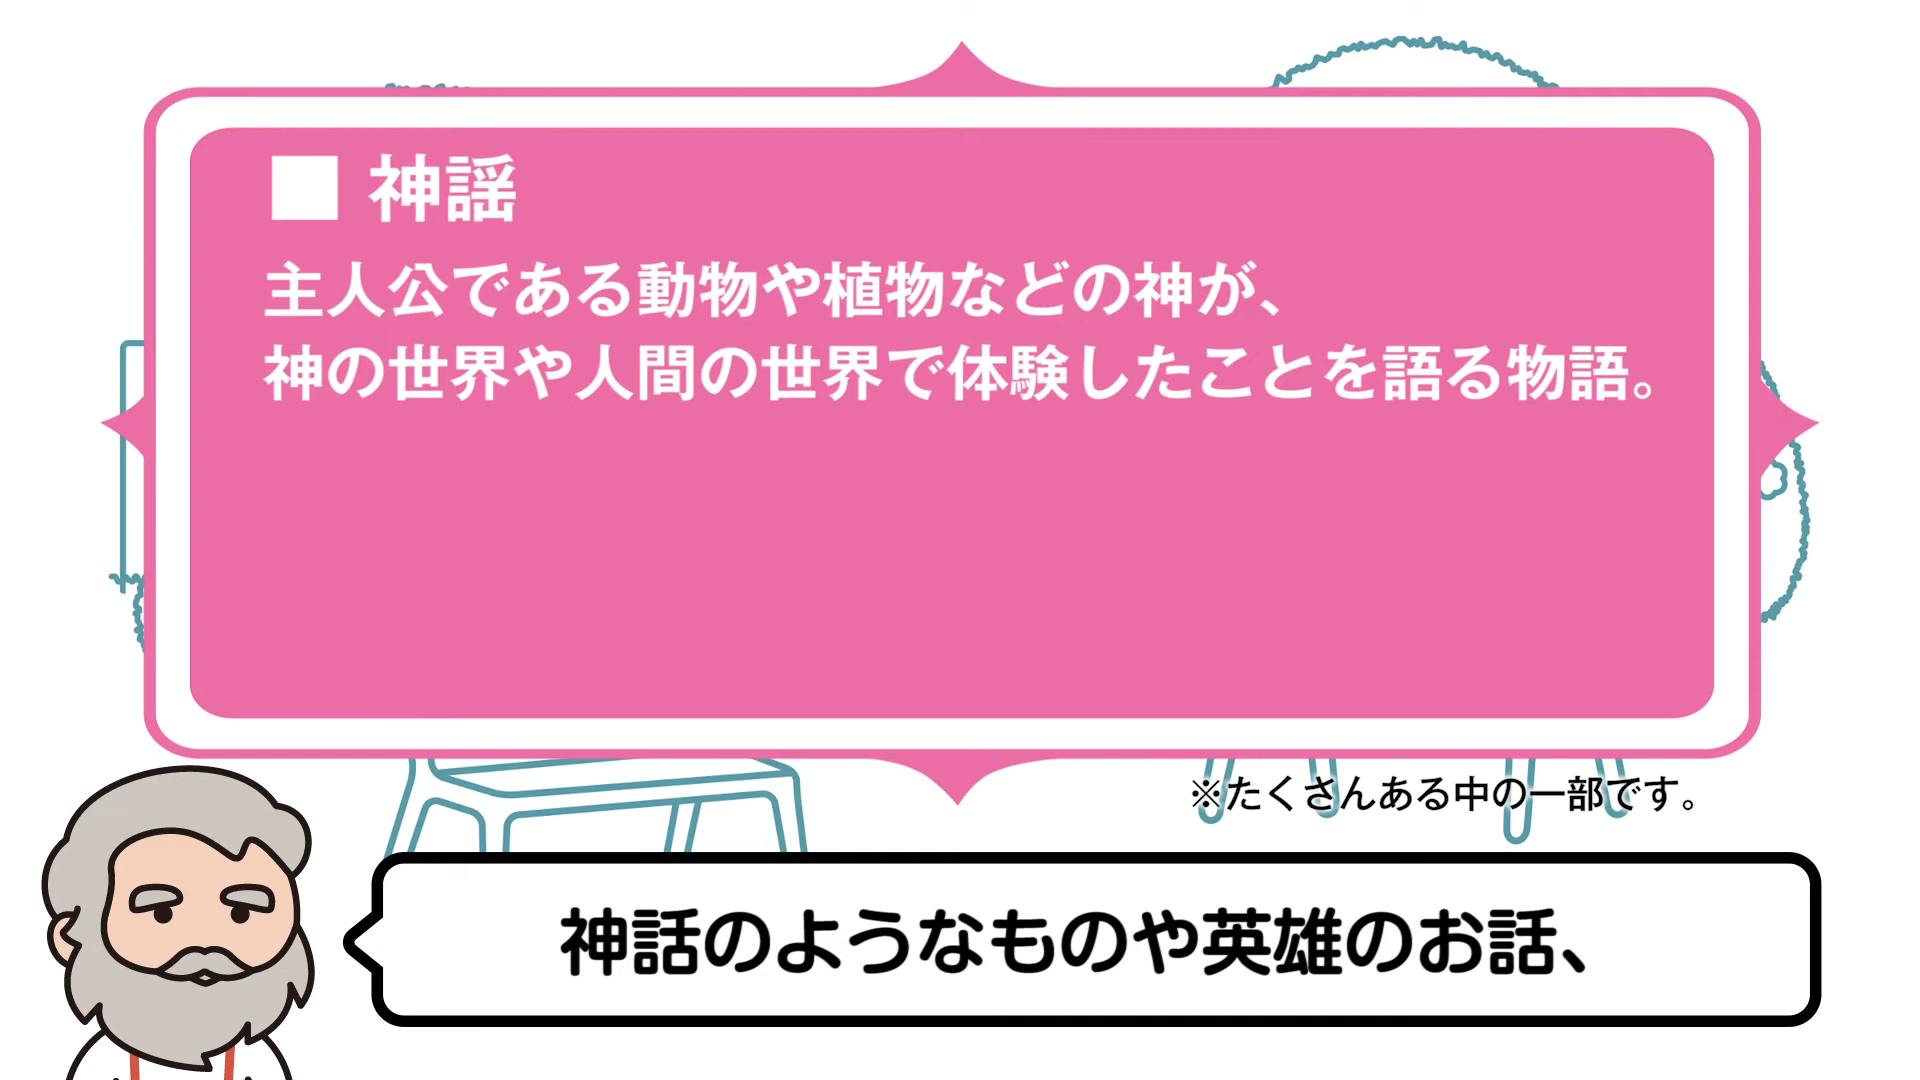 ■ 神謡
主人公である動物や植物などの神が、
神の世界や人間の世界で体験したことを語る物語。
※たくさんある中の一部です。
神話のようなものや英雄のお話、